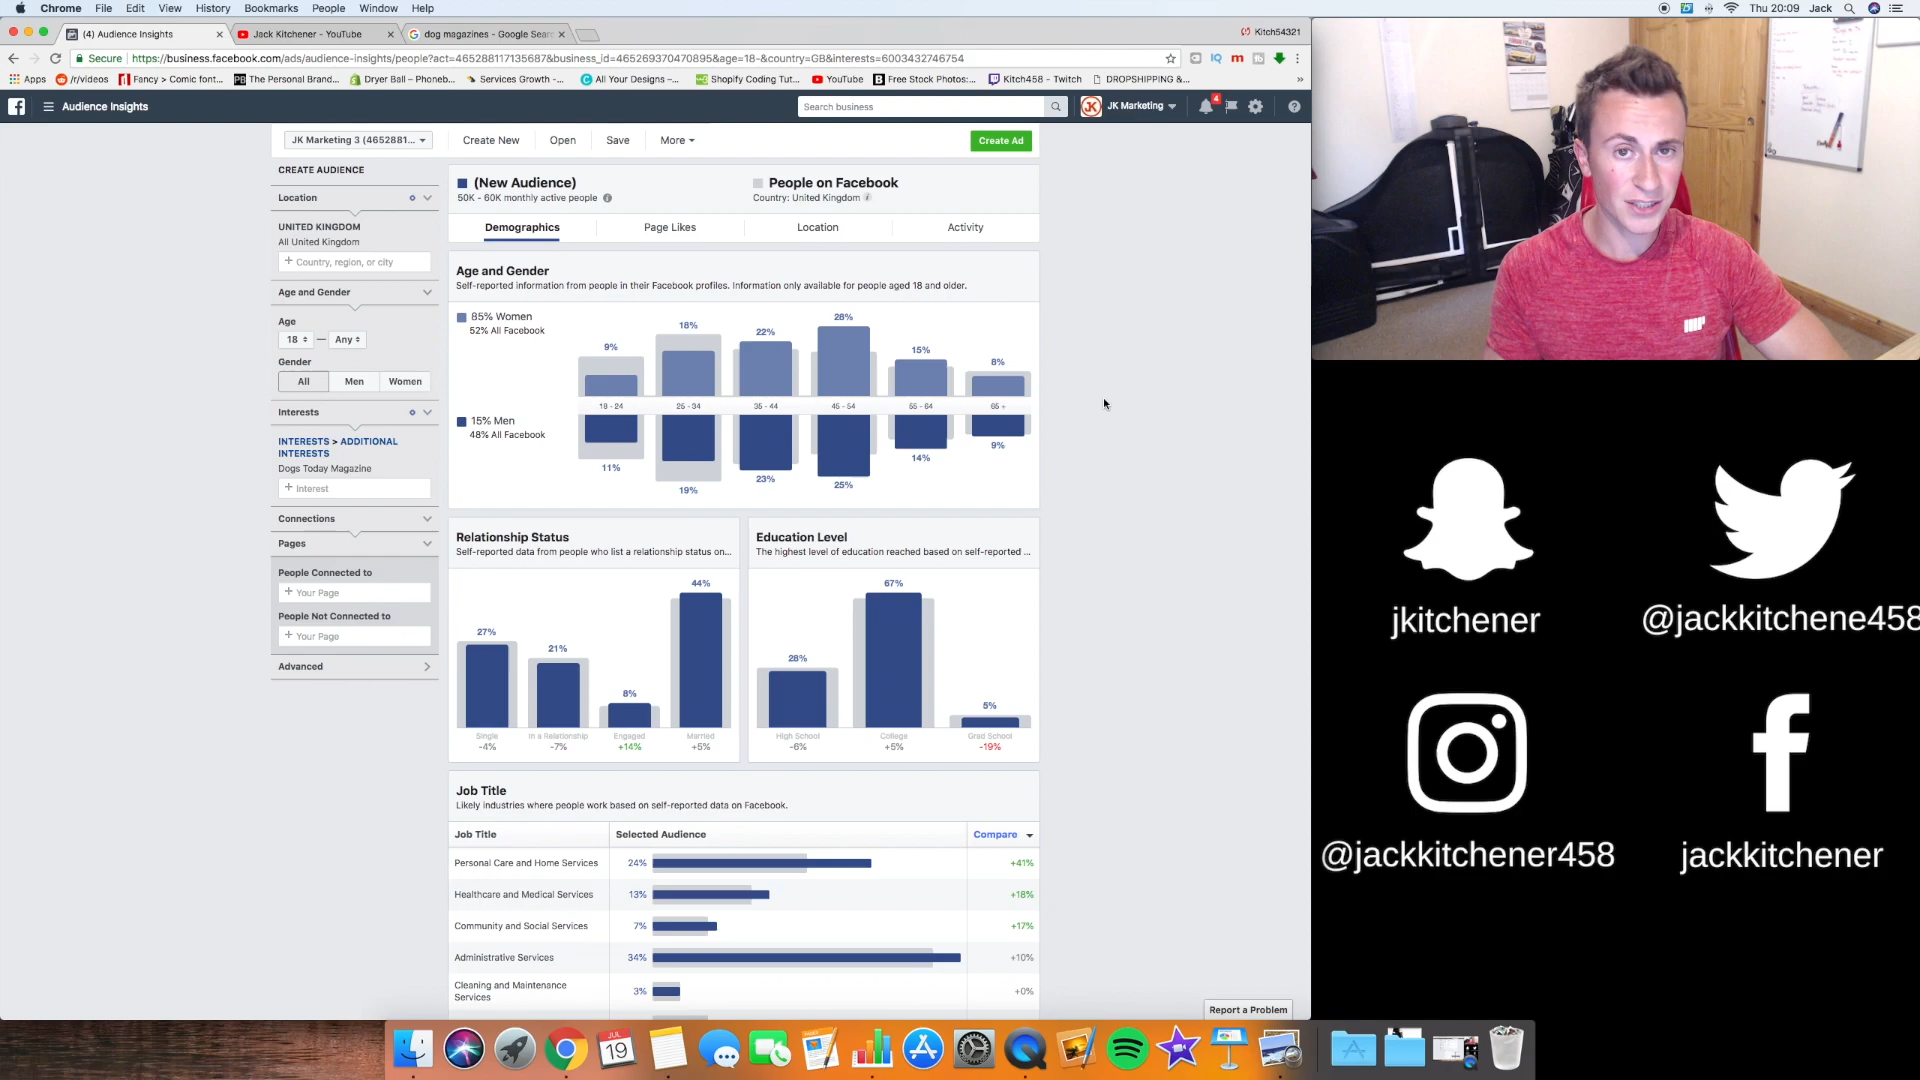 Chrome File Edit View History Bookmarks People Window Help
Thu 20:09 Jack
(4) Audience Insights
Jack Kitchener - YouTube
dog magazines - Google Sear
Kitch54321
Secure https://business.facebook.com/ads/audience-insights/people?act=465288117135687&business_id=465269370470895&age=18-&country=GB&interests=6003432746754
Apps /r/videos Fancy > Comic font... The Personal Brand... Dryer Ball – Phoneb... Services Growth -... All Your Designs –... Shopify Coding Tut... YouTube Free Stock Photos:... Kitch458 - Twitch DROPSHIPPING &...
Audience Insights
Search business
JK Marketing
4
JK Marketing 3 (4652881...
Create New Open Save More
Create Ad
CREATE AUDIENCE
Location
UNITED KINGDOM
All United Kingdom
+ Country, region, or city
Age and Gender
Age
18 — Any
Gender
All Men Women
Interests
INTERESTS > ADDITIONAL
INTERESTS
Dogs Today Magazine
+ Interest
Connections
Pages
People Connected to
+ Your Page
People Not Connected to
+ Your Page
Advanced
(New Audience)
50K - 60K monthly active people
People on Facebook
Country: United Kingdom
Demographics Page Likes Location Activity
Age and Gender
Self-reported information from people in their Facebook profiles. Information only available for people aged 18 and older.
85% Women
52% All Facebook
9% 18% 22% 28% 15% 8%
18 - 24 25 - 34 35 - 44 45 - 54 55 - 64 65 +
15% Men
48% All Facebook
11% 19% 23% 25% 14% 9%
Relationship Status
Self-reported data from people who list a relationship status on...
27% 21% 8% 44%
Single In a Relationship Engaged Married
-4% -7% +14% +5%
Education Level
The highest level of education reached based on self-reported ...
28% 67% 5%
High School College Grad School
-6% +5% -19%
Job Title
Likely industries where people work based on self-reported data on Facebook.
Job Title Selected Audience Compare
Personal Care and Home Services 24% +41%
Healthcare and Medical Services 13% +18%
Community and Social Services 7% +17%
Administrative Services 34% +10%
Cleaning and Maintenance
Services 3% +0%
Report a Problem
jkitchener
@jackkitchene458
@jackkitchener458
jackkitchener
JUL
19